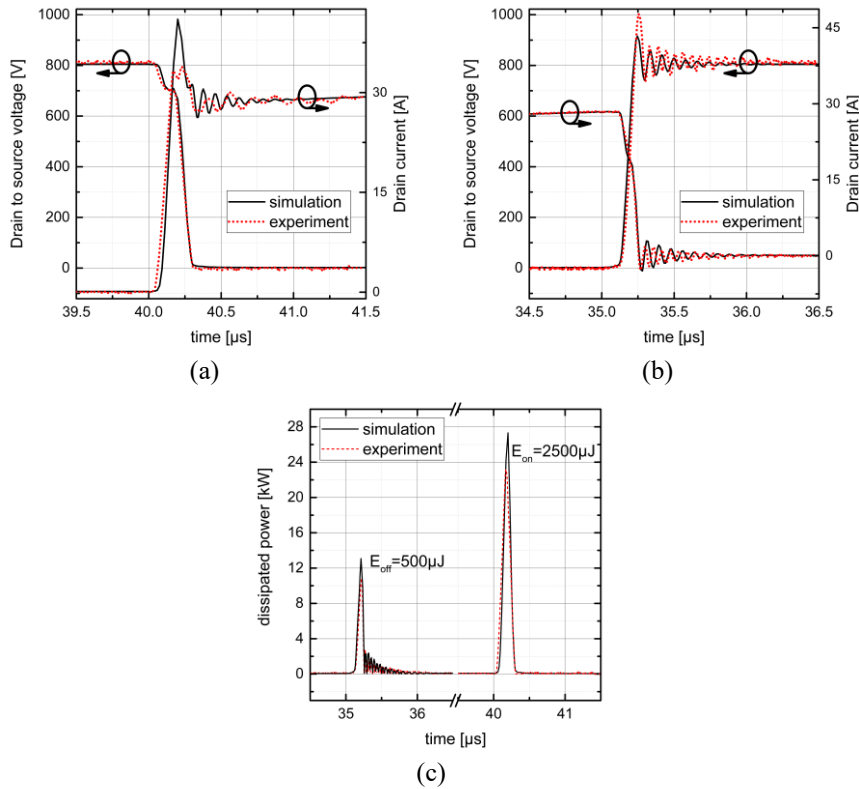 1000
800
600
400
200
0
Drain to source voltage [V]
30
15
0
Drain current [A]
simulation
experiment
39.5 40.0 40.5 41.0 41.5
time [µs]
(a)
1000
800
600
400
200
0
Drain to source voltage [V]
45
30
15
0
Drain current [A]
simulation
experiment
34.5 35.0 35.5 36.0 36.5
time [µs]
(b)
28
24
20
16
12
8
4
0
dissipated power [kW]
simulation
experiment
Eon=2500µJ
Eoff=500µJ
35 36 40 41
time [µs]
(c)